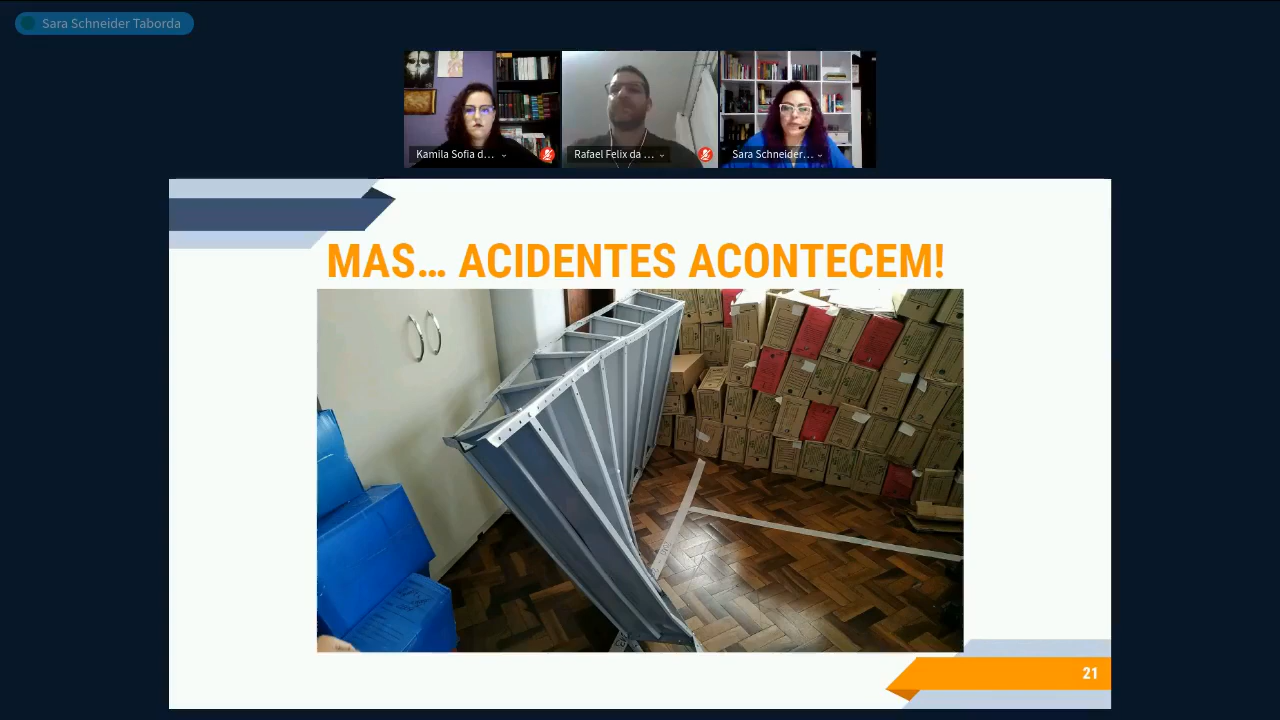 Sara Schneider Taborda
Kamila Sofia d...
Rafael Felix da ...
Sara Schneider...
MAS... ACIDENTES ACONTECEM!
21